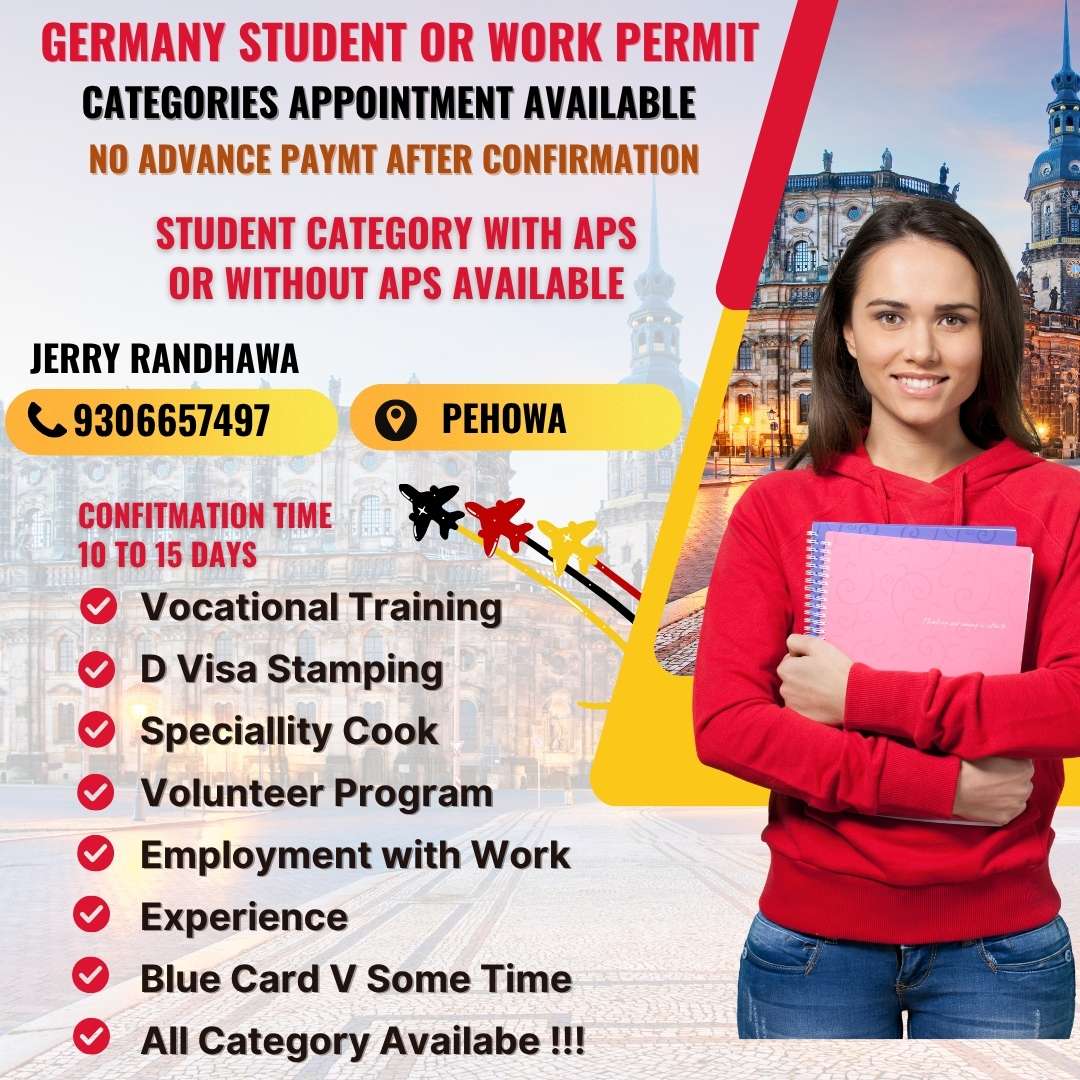 GERMANY STUDENT OR WORK PERMIT
CATEGORIES APPOINTMENT AVAILABLE
NO ADVANCE PAYMT AFTER CONFIRMATION
STUDENT CATEGORY WITH APS
OR WITHOUT APS AVAILABLE
JERRY RANDHAWA
9306657497
PEHOWA
CONFITMATION TIME
10 TO 15 DAYS
Vocational Training
D Visa Stamping
Speciallity Cook
Volunteer Program
Employment with Work
Experience
Blue Card V Some Time
All Category Availabe !!!